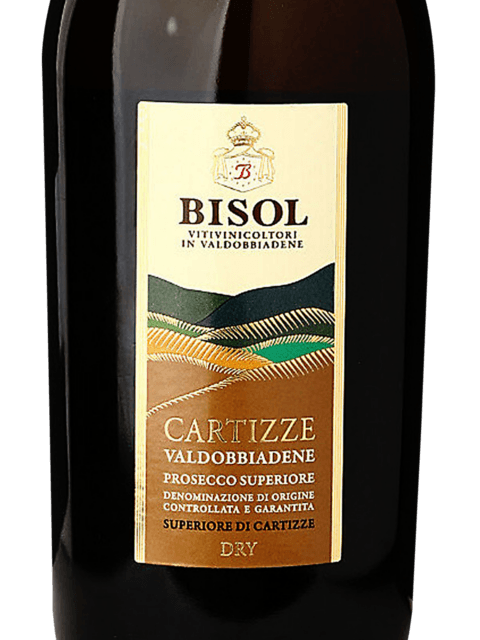 B
BISOL
VITIVINICOLTORI
IN VALDOBBIADENE
CARTIZZE
VALDOBBIADENE
PROSECCO SUPERIORE
DENOMINAZIONE DI ORIGINE
CONTROLLATA E GARANTITA
SUPERIORE DI CARTIZZE
DRY